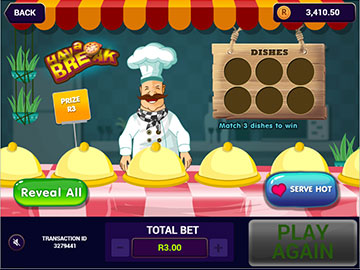 BACK
R 3,410.50
HAV A
BREAK
DISHES
PRIZE
R3
Match 3 dishes to win
Reveal All
SERVE HOT
TRANSACTION ID
3279441
TOTAL BET
- R3.00 +
PLAY
AGAIN